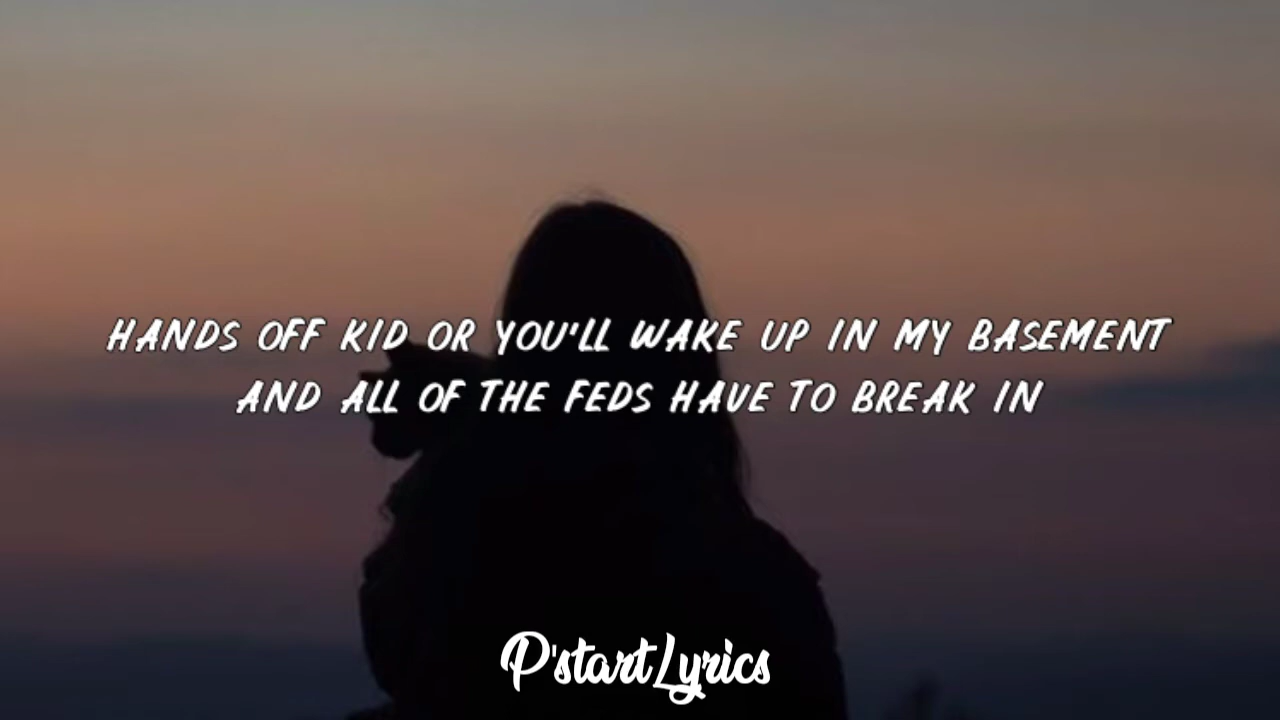 HANDS OFF KID OR YOU'LL WAKE UP IN MY BASEMENT
AND ALL OF THE FEDS HAVE TO BREAK IN
P'startLyrics